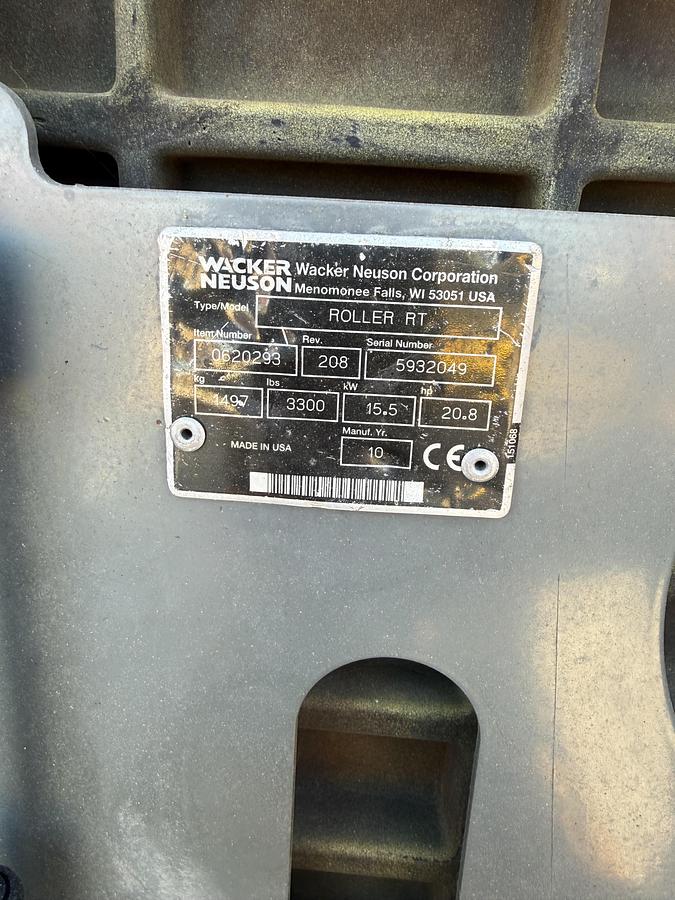 WACKER NEUSON Wacker Neuson Corporation
Menomonee Falls, WI 53051 USA
Type/Model ROLLER RT
Item Number Rev. Serial Number
0620293 208 5932049
kg lbs kW hp
1497 3300 15.5 20.8
Manuf. Yr.
MADE IN USA 10 CE
151068